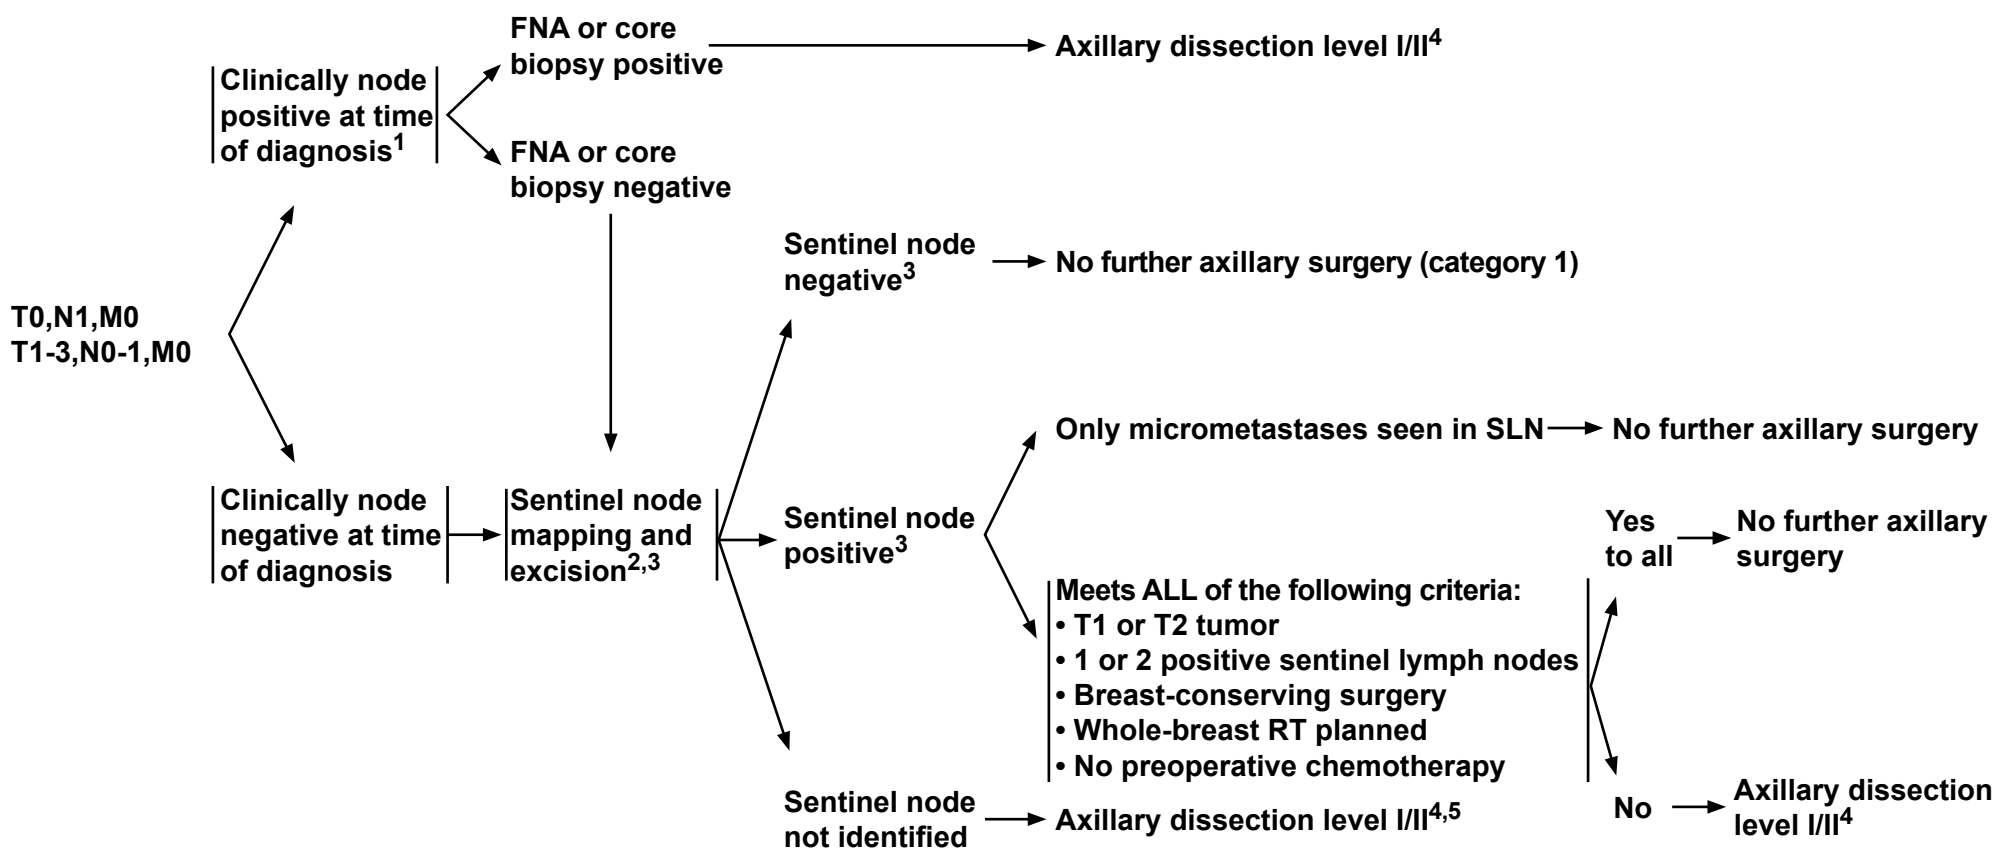 FNA or core
biopsy positive
Axillary dissection level I/II4
Clinically node
positive at time
of diagnosis1
FNA or core
biopsy negative
Sentinel node
negative3
No further axillary surgery (category 1)
T0,N1,M0
T1-3,N0-1,M0
Only micrometastases seen in SLN
No further axillary surgery
Clinically node
negative at time
of diagnosis
Sentinel node
mapping and
excision2,3
Sentinel node
positive3
Yes
to all
No further axillary
surgery
Meets ALL of the following criteria:
• T1 or T2 tumor
• 1 or 2 positive sentinel lymph nodes
• Breast-conserving surgery
• Whole-breast RT planned
• No preoperative chemotherapy
Sentinel node
not identified
Axillary dissection level I/II4,5
No
Axillary dissection
level I/II4